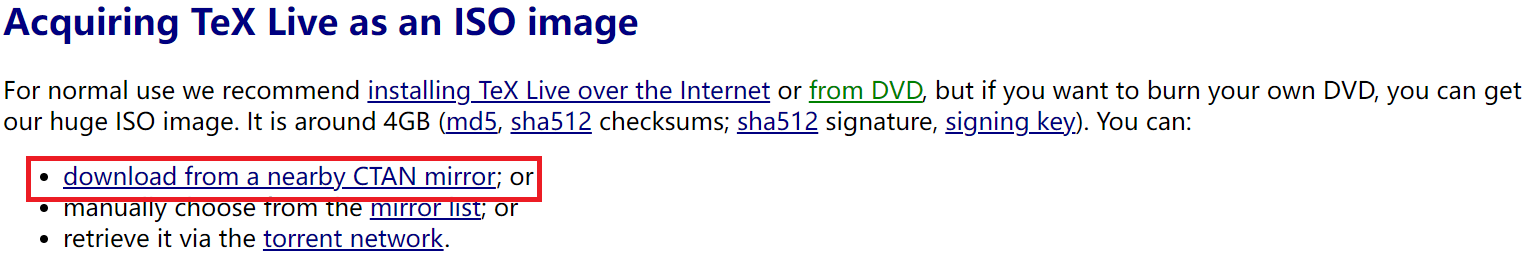 Acquiring TeX Live as an ISO image
For normal use we recommend installing TeX Live over the Internet or from DVD, but if you want to burn your own DVD, you can get
our huge ISO image. It is around 4GB (md5, sha512 checksums; sha512 signature, signing key). You can:
• download from a nearby CTAN mirror; or
• manually choose from the mirror list; or
• retrieve it via the torrent network.